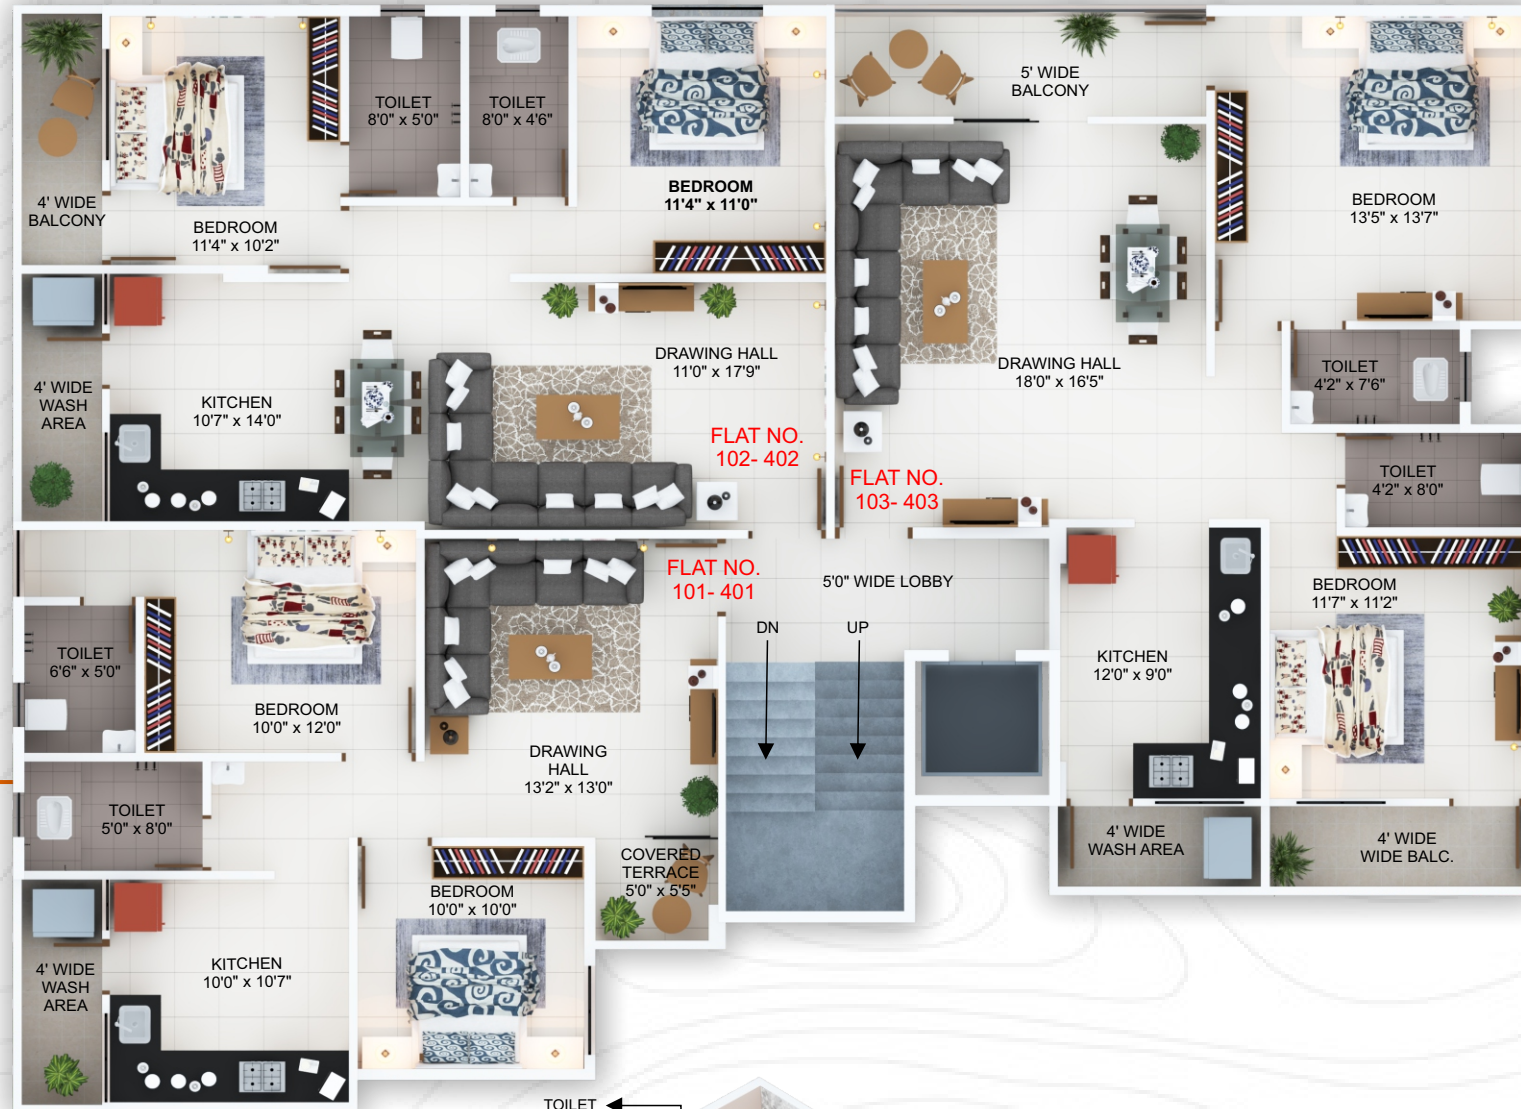 TOILET
8'0" x 5'0"
TOILET
8'0" x 4'6"
5' WIDE
BALCONY
4' WIDE
BALCONY
BEDROOM
11'4" x 10'2"
BEDROOM
11'4" x 11'0"
BEDROOM
13'5" x 13'7"
DRAWING HALL
11'0" x 17'9"
DRAWING HALL
18'0" x 16'5"
TOILET
4'2" x 7'6"
4' WIDE
WASH
AREA
KITCHEN
10'7" x 14'0"
FLAT NO.
102- 402
FLAT NO.
103- 403
TOILET
4'2" x 8'0"
FLAT NO.
101- 401
5'0" WIDE LOBBY
BEDROOM
11'7" x 11'2"
DN
UP
TOILET
6'6" x 5'0"
KITCHEN
12'0" x 9'0"
BEDROOM
10'0" x 12'0"
DRAWING
HALL
13'2" x 13'0"
TOILET
5'0" x 8'0"
4' WIDE
WASH AREA
4' WIDE
WIDE BALC.
COVERED
TERRACE
5'0" x 5'5"
BEDROOM
10'0" x 10'0"
4' WIDE
WASH
AREA
KITCHEN
10'0" x 10'7"
TOILET